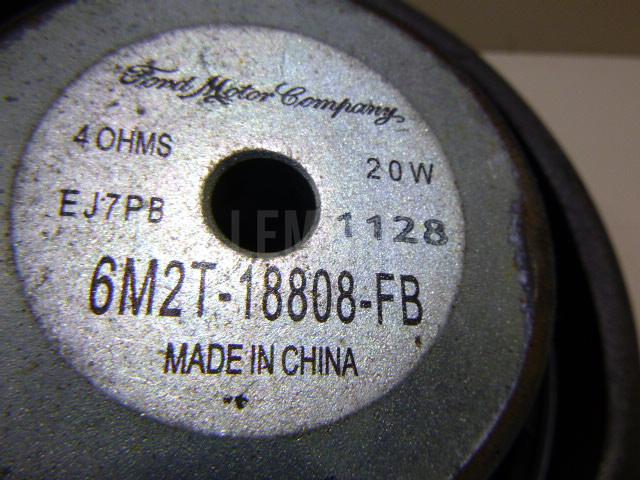 Ford Motor Company
4 OHMS
20W
EJ7PB
1128
6M2T-18808-FB
MADE IN CHINA